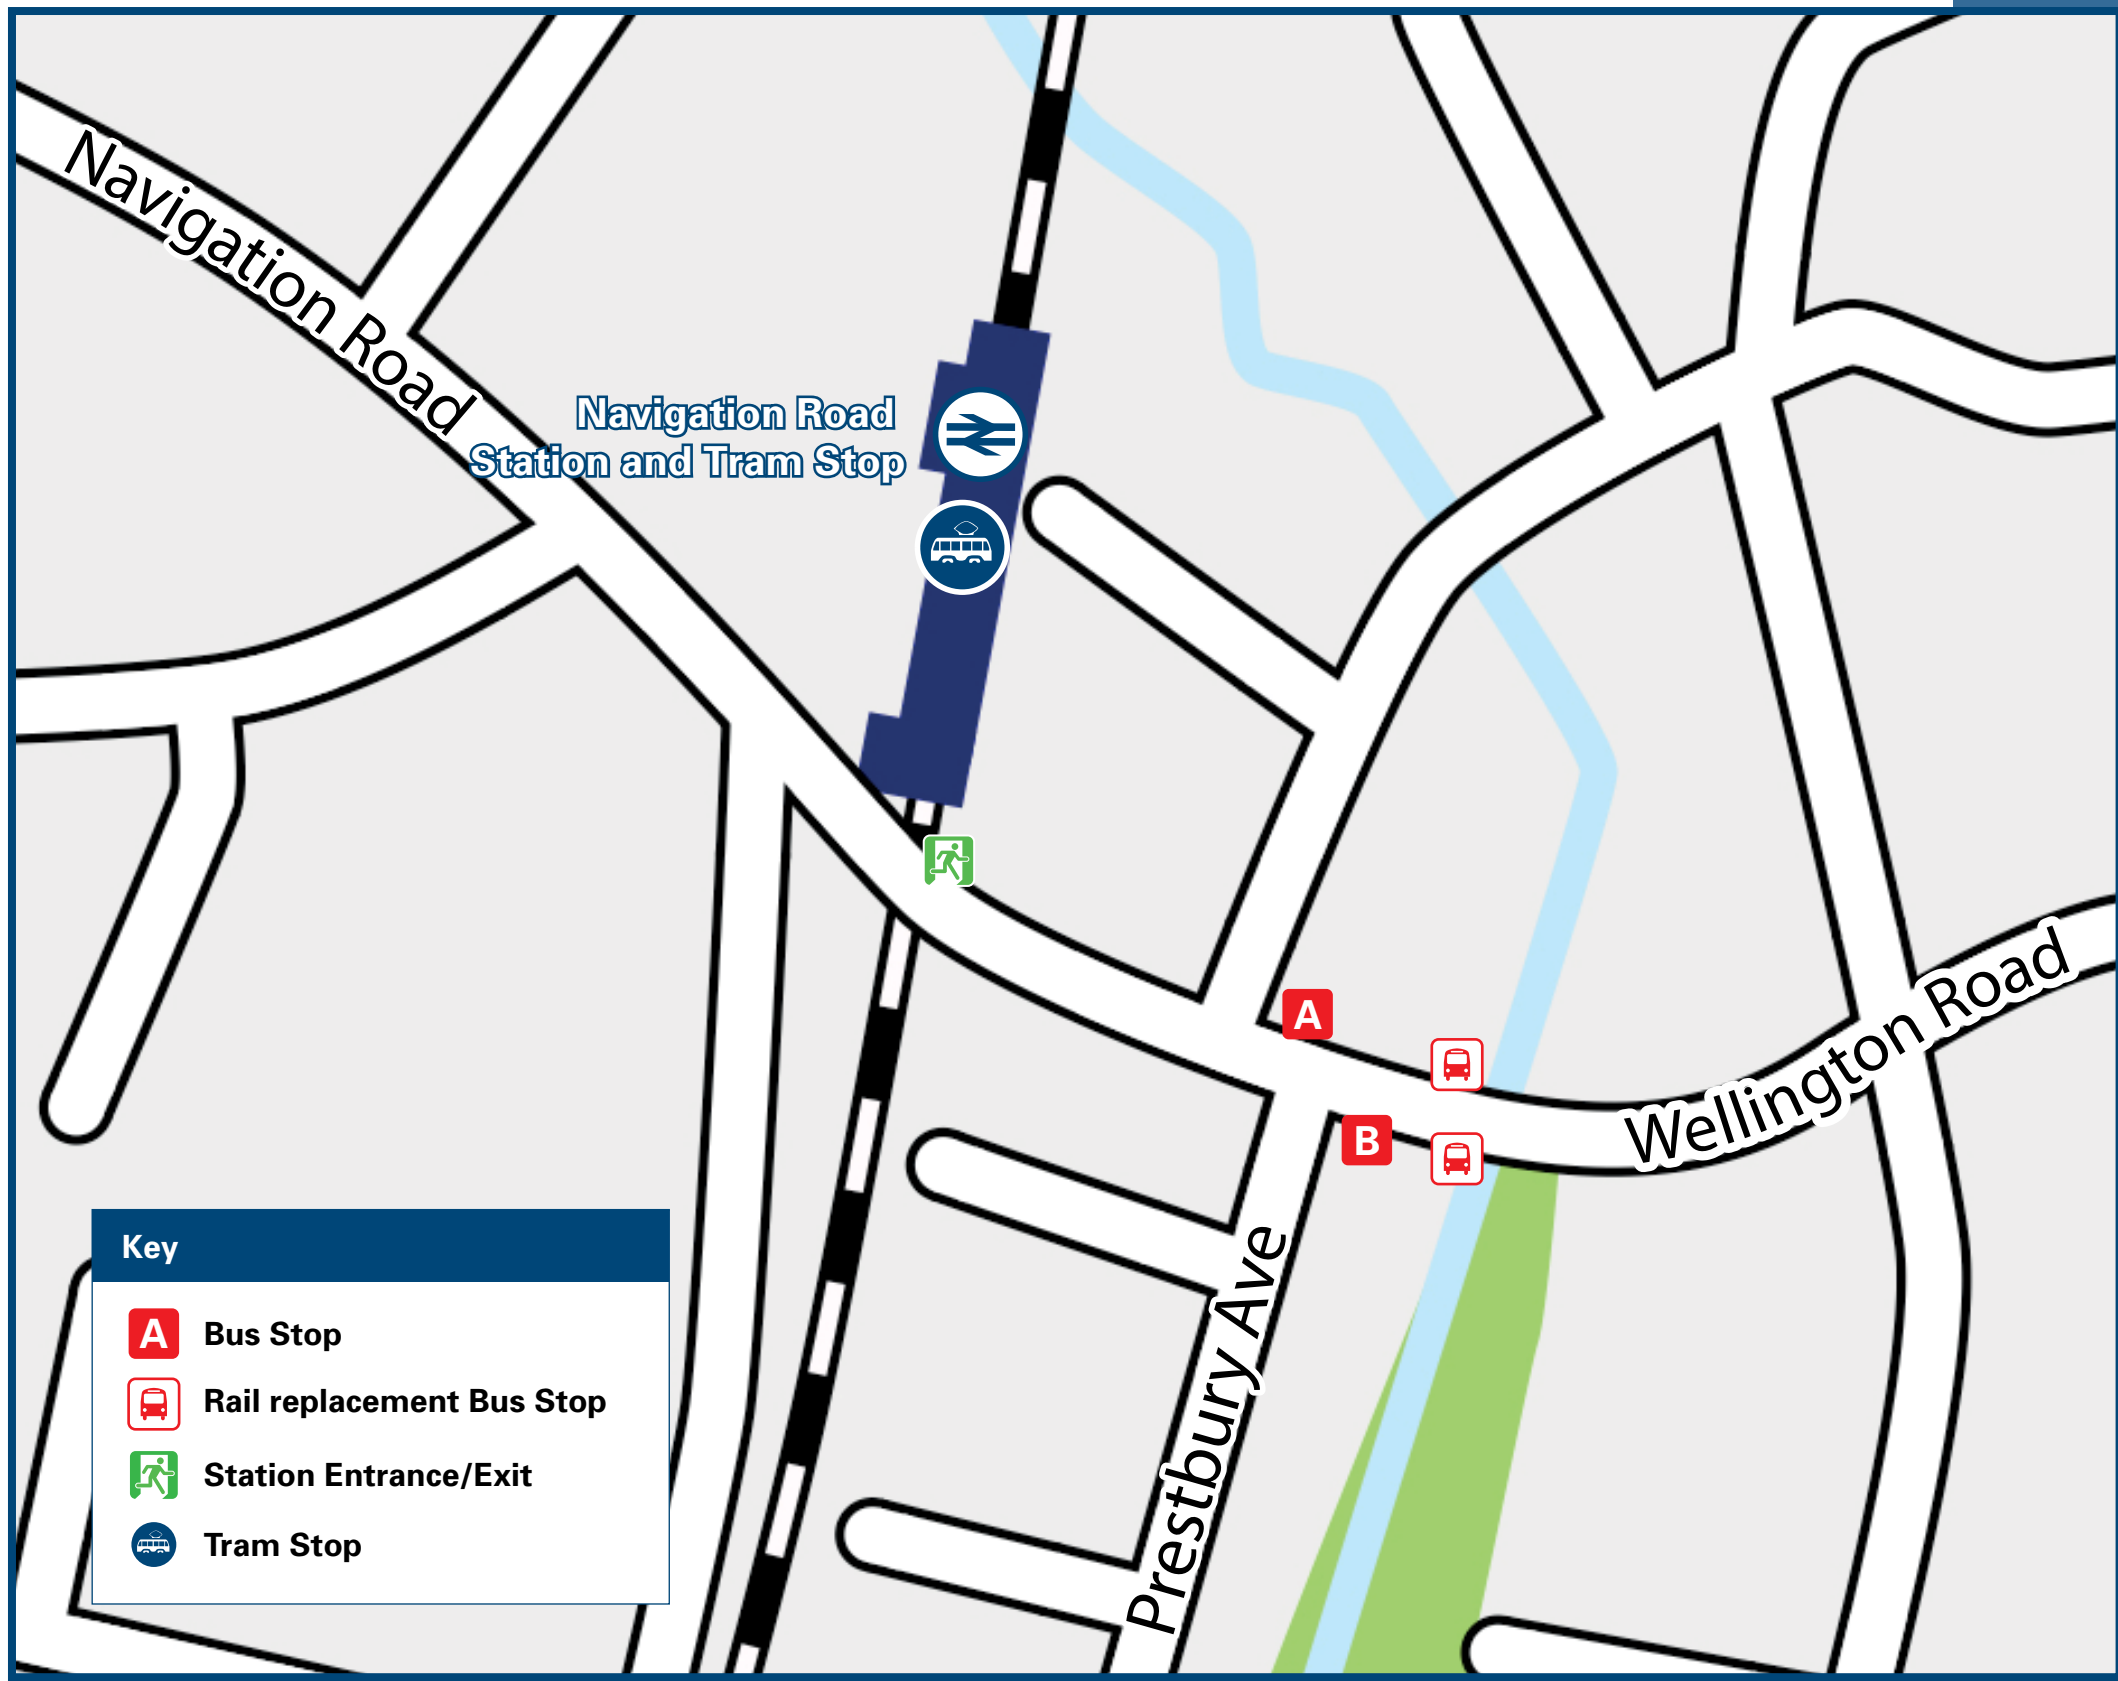 Navigation Road
Navigation Road
Station and Tram Stop
A
B
Wellington Road
Prestbury Ave
Key
A Bus Stop
Rail replacement Bus Stop
Station Entrance/Exit
Tram Stop